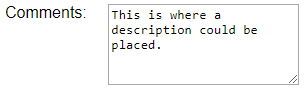 Comments: This is where a
description could be
placed.